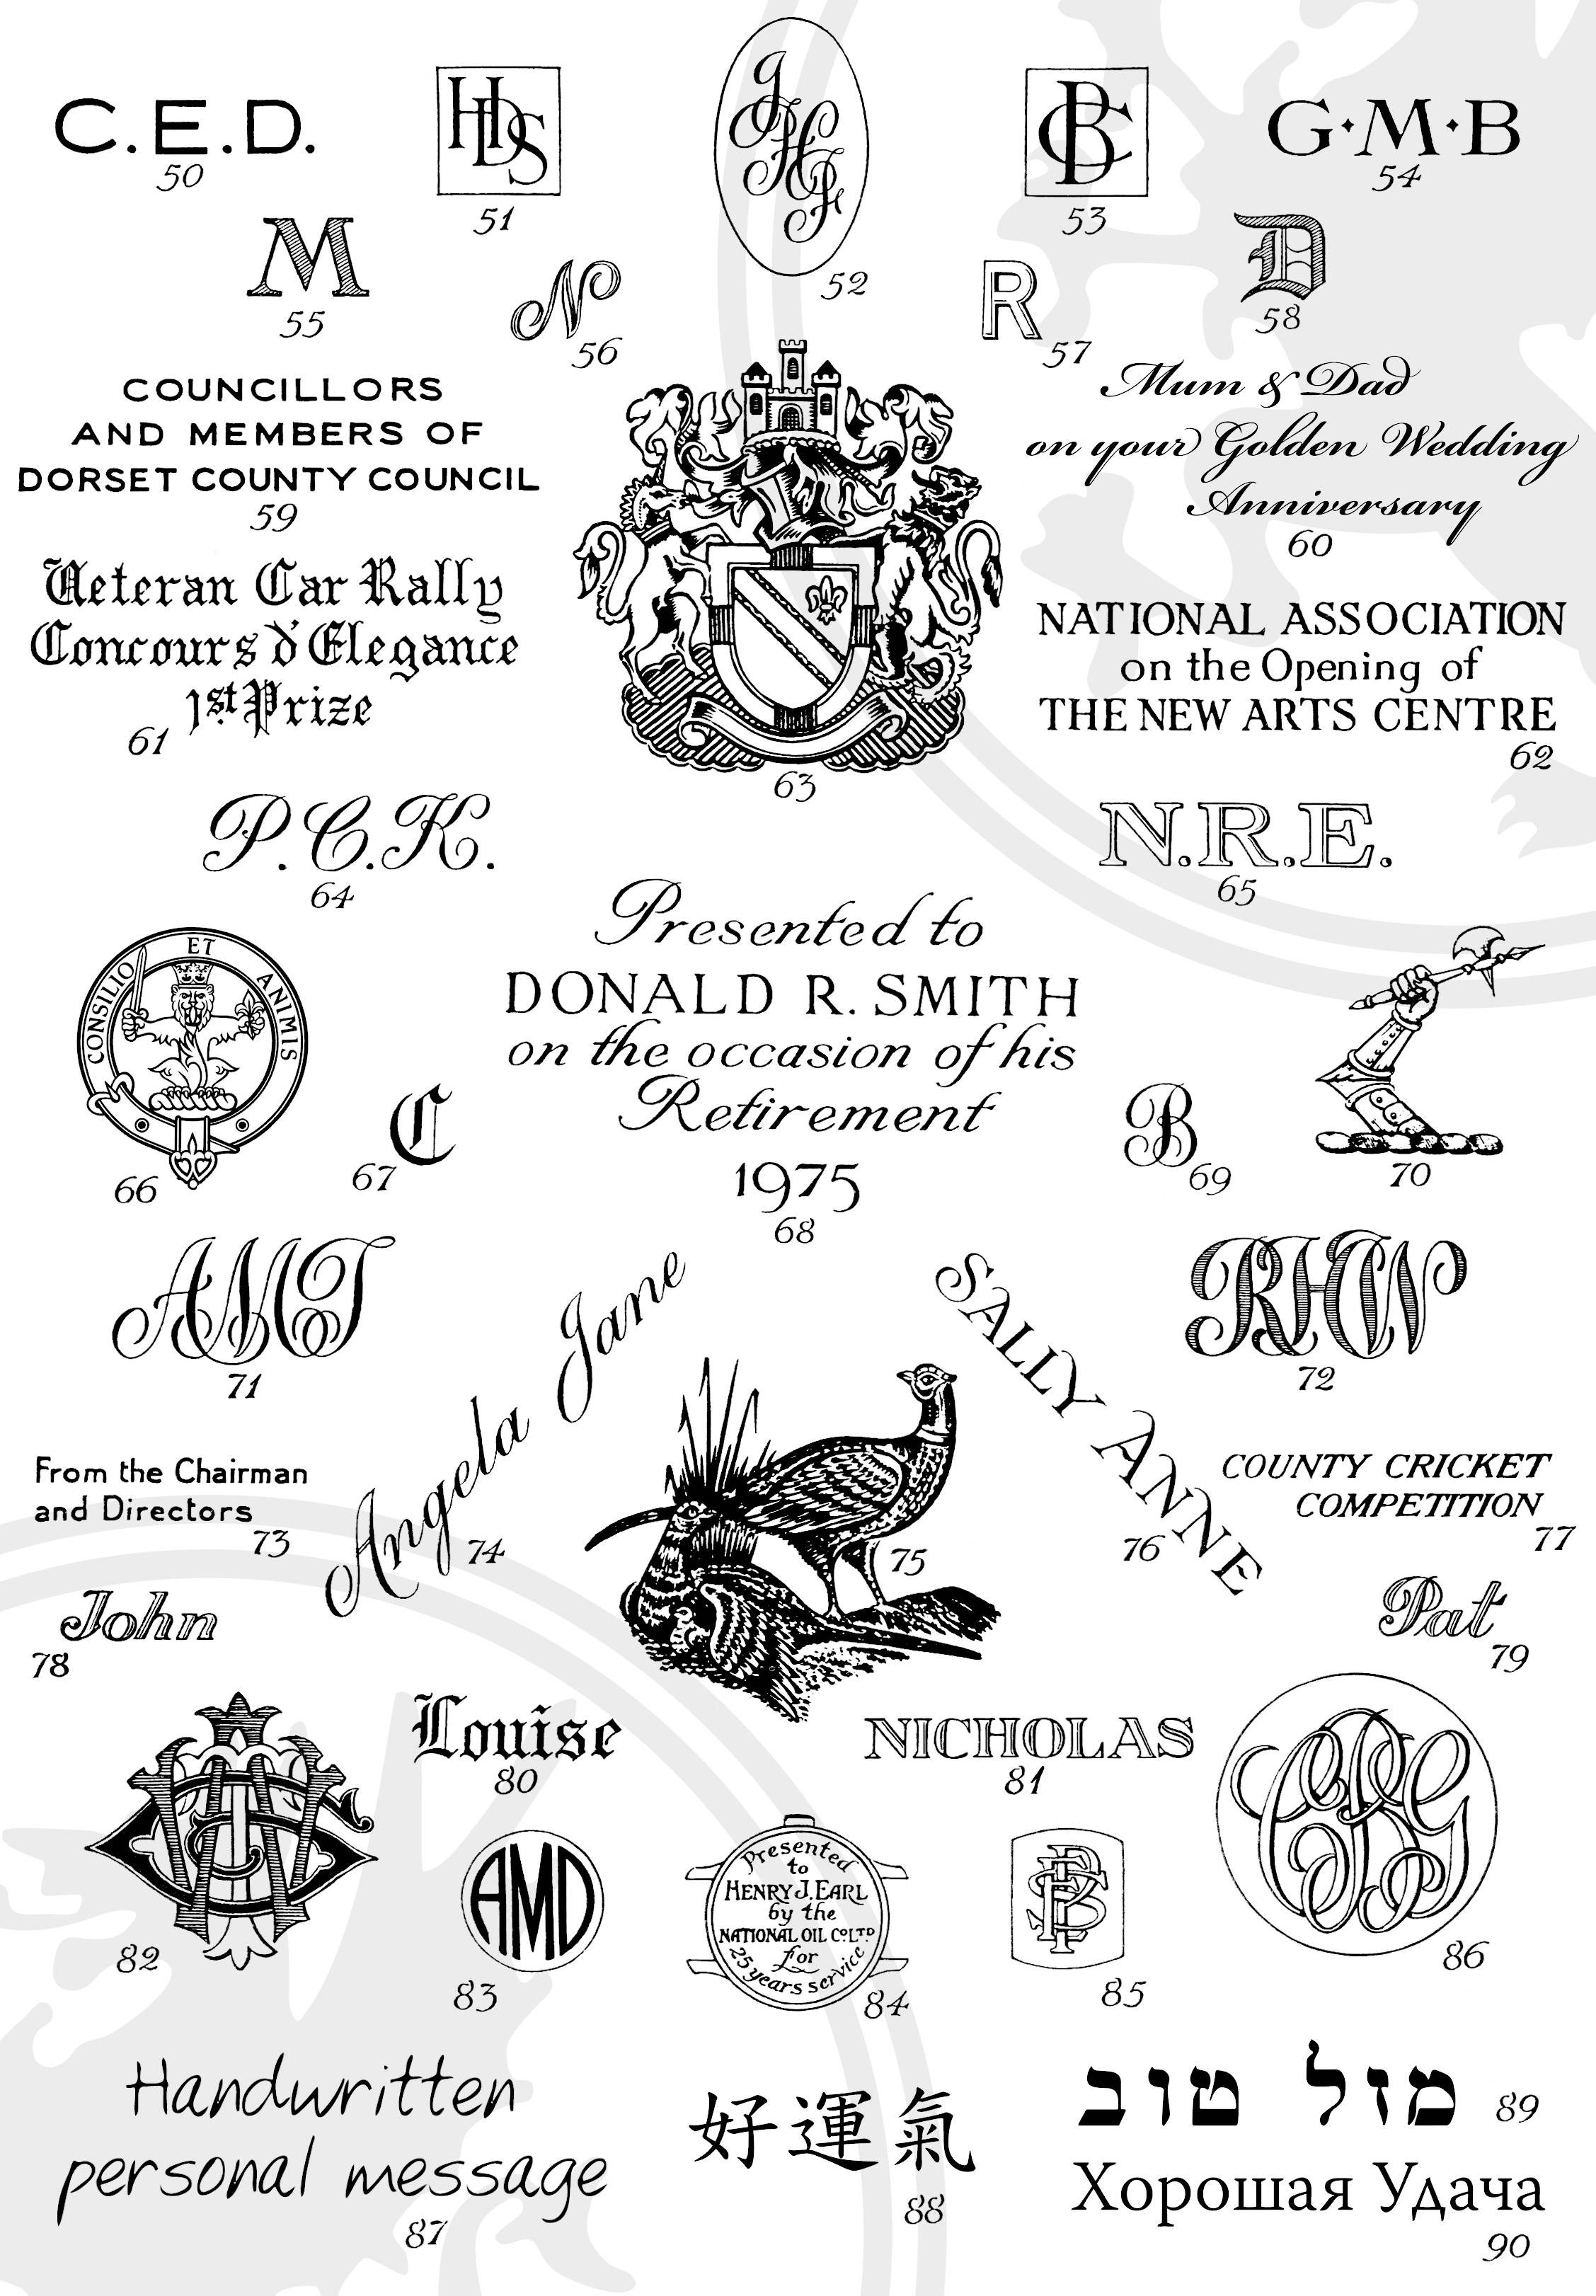 C.E.D.
50
HDS
51
JHGF
52
BC
53
G·M·B
54
M
55
N
56
R
57
D
58
COUNCILLORS
AND MEMBERS OF
DORSET COUNTY COUNCIL
59
Mum & Dad
on your Golden Wedding
Anniversary
60
Veteran Car Rally
Concours d'Elegance
1st Prize
61
NATIONAL ASSOCIATION
on the Opening of
THE NEW ARTS CENTRE
62
63
P.C.K.
64
N.R.E.
65
CONSILIO ET ANIMIS
66
C
67
Presented to
DONALD R. SMITH
on the occasion of his
Retirement
1975
68
B
69
70
AMT
71
RHW
72
From the Chairman
and Directors
73
Angela Jane
74
75
SALLY ANNE
76
COUNTY CRICKET
COMPETITION
77
John
78
Pat
79
Louise
80
NICHOLAS
81
82
AMD
83
Presented
to
HENRY J. EARL
by the
NATIONAL OIL Co LTD
for
25 years service
84
85
86
Handwritten
personal message
87
好運氣
88
מזל טוב
89
Хорошая Удача
90